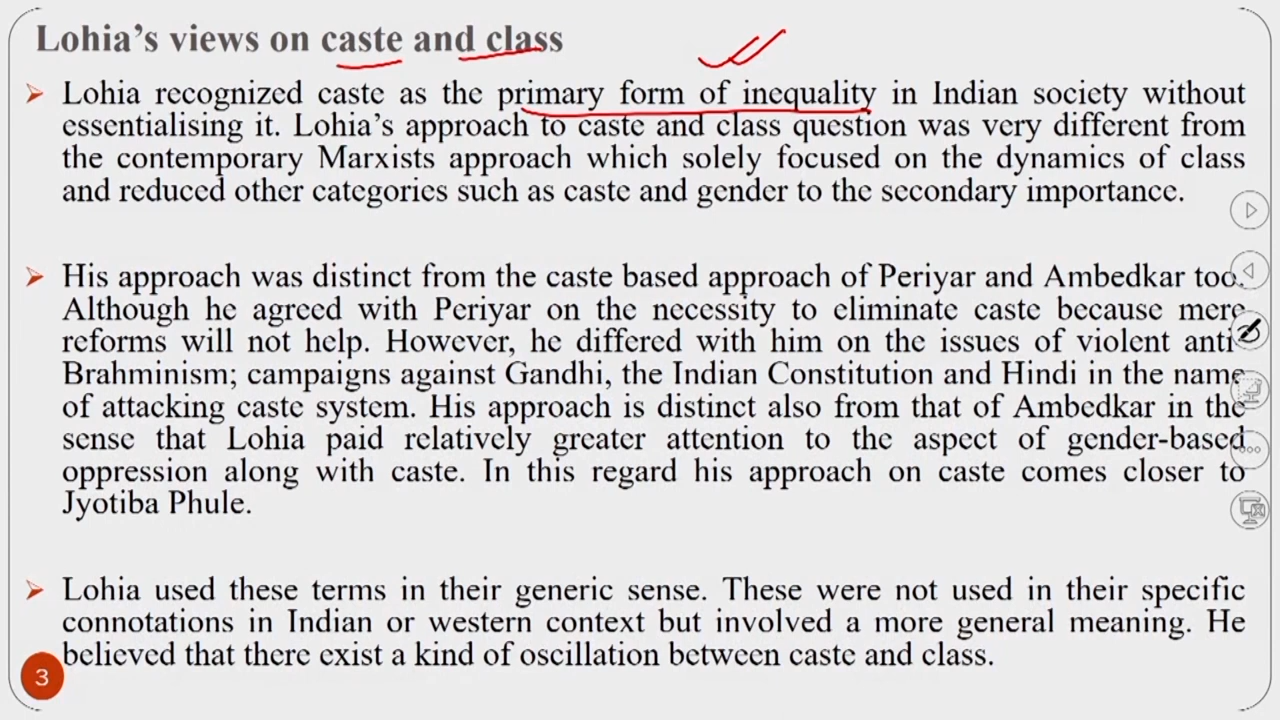 Lohia's views on caste and class
Lohia recognized caste as the primary form of inequality in Indian society without
essentialising it. Lohia's approach to caste and class question was very different from
the contemporary Marxists approach which solely focused on the dynamics of class
and reduced other categories such as caste and gender to the secondary importance.
His approach was distinct from the caste based approach of Periyar and Ambedkar too.
Although he agreed with Periyar on the necessity to eliminate caste because mere
reforms will not help. However, he differed with him on the issues of violent anti
Brahminism; campaigns against Gandhi, the Indian Constitution and Hindi in the name
of attacking caste system. His approach is distinct also from that of Ambedkar in the
sense that Lohia paid relatively greater attention to the aspect of gender-based
oppression along with caste. In this regard his approach on caste comes closer to
Jyotiba Phule.
Lohia used these terms in their generic sense. These were not used in their specific
connotations in Indian or western context but involved a more general meaning. He
believed that there exist a kind of oscillation between caste and class.
3